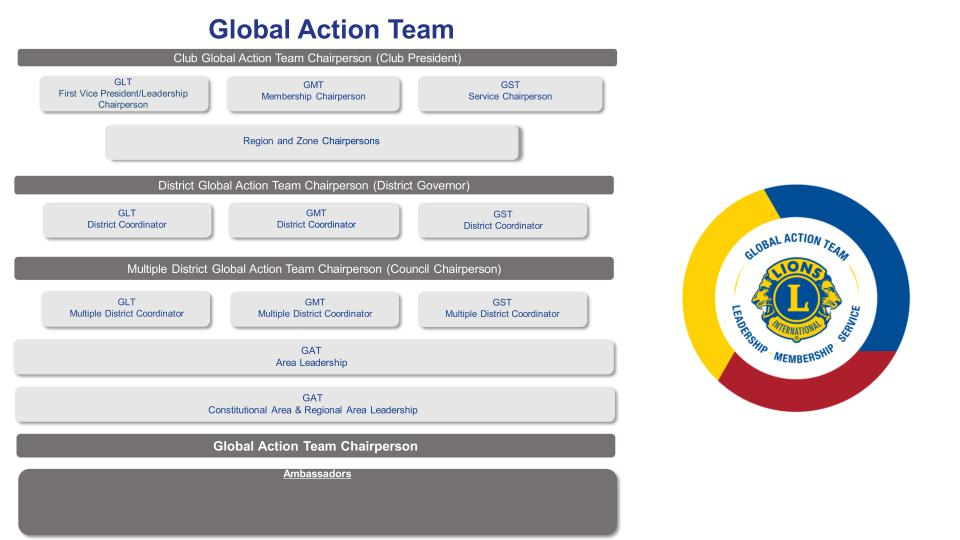 Global Action Team
Club Global Action Team Chairperson (Club President)
GLT
First Vice President/Leadership
Chairperson
GMT
Membership Chairperson
GST
Service Chairperson
Region and Zone Chairpersons
District Global Action Team Chairperson (District Governor)
GLT
District Coordinator
GMT
District Coordinator
GST
District Coordinator
Multiple District Global Action Team Chairperson (Council Chairperson)
GLT
Multiple District Coordinator
GMT
Multiple District Coordinator
GST
Multiple District Coordinator
GAT
Area Leadership
GAT
Constitutional Area & Regional Area Leadership
Global Action Team Chairperson
Ambassadors
GLOBAL ACTION TEAM
LIONS
L
INTERNATIONAL
LEADERSHIP · MEMBERSHIP · SERVICE